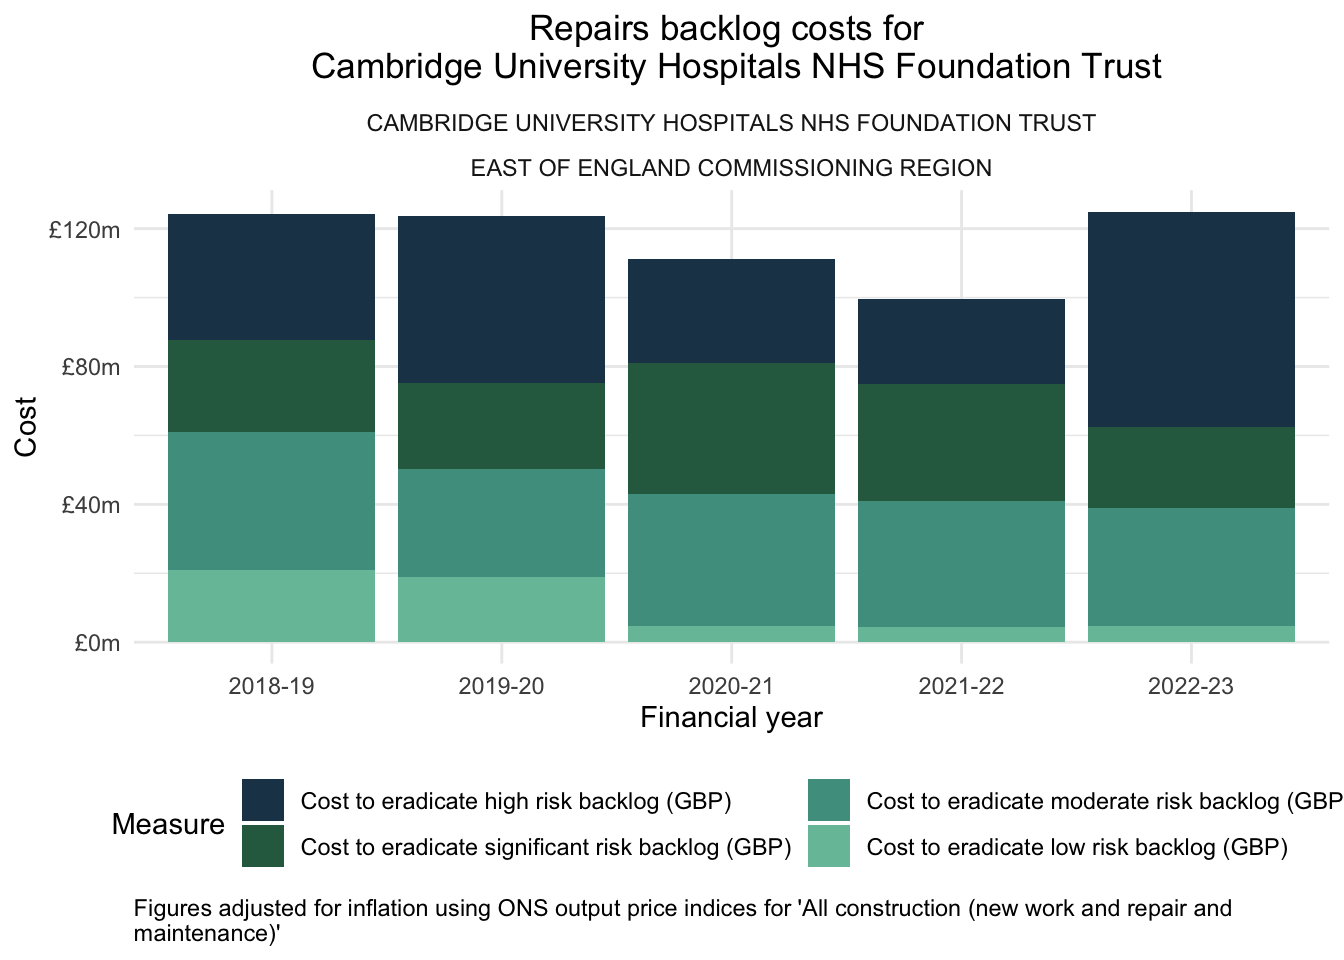 Repairs backlog costs for
Cambridge University Hospitals NHS Foundation Trust
CAMBRIDGE UNIVERSITY HOSPITALS NHS FOUNDATION TRUST
EAST OF ENGLAND COMMISSIONING REGION
£120m
£80m
£40m
£0m
Cost
2018-19
2019-20
2020-21
2021-22
2022-23
Financial year
Measure
Cost to eradicate high risk backlog (GBP)
Cost to eradicate significant risk backlog (GBP)
Cost to eradicate moderate risk backlog (GBP
Cost to eradicate low risk backlog (GBP)
Figures adjusted for inflation using ONS output price indices for 'All construction (new work and repair and
maintenance)'